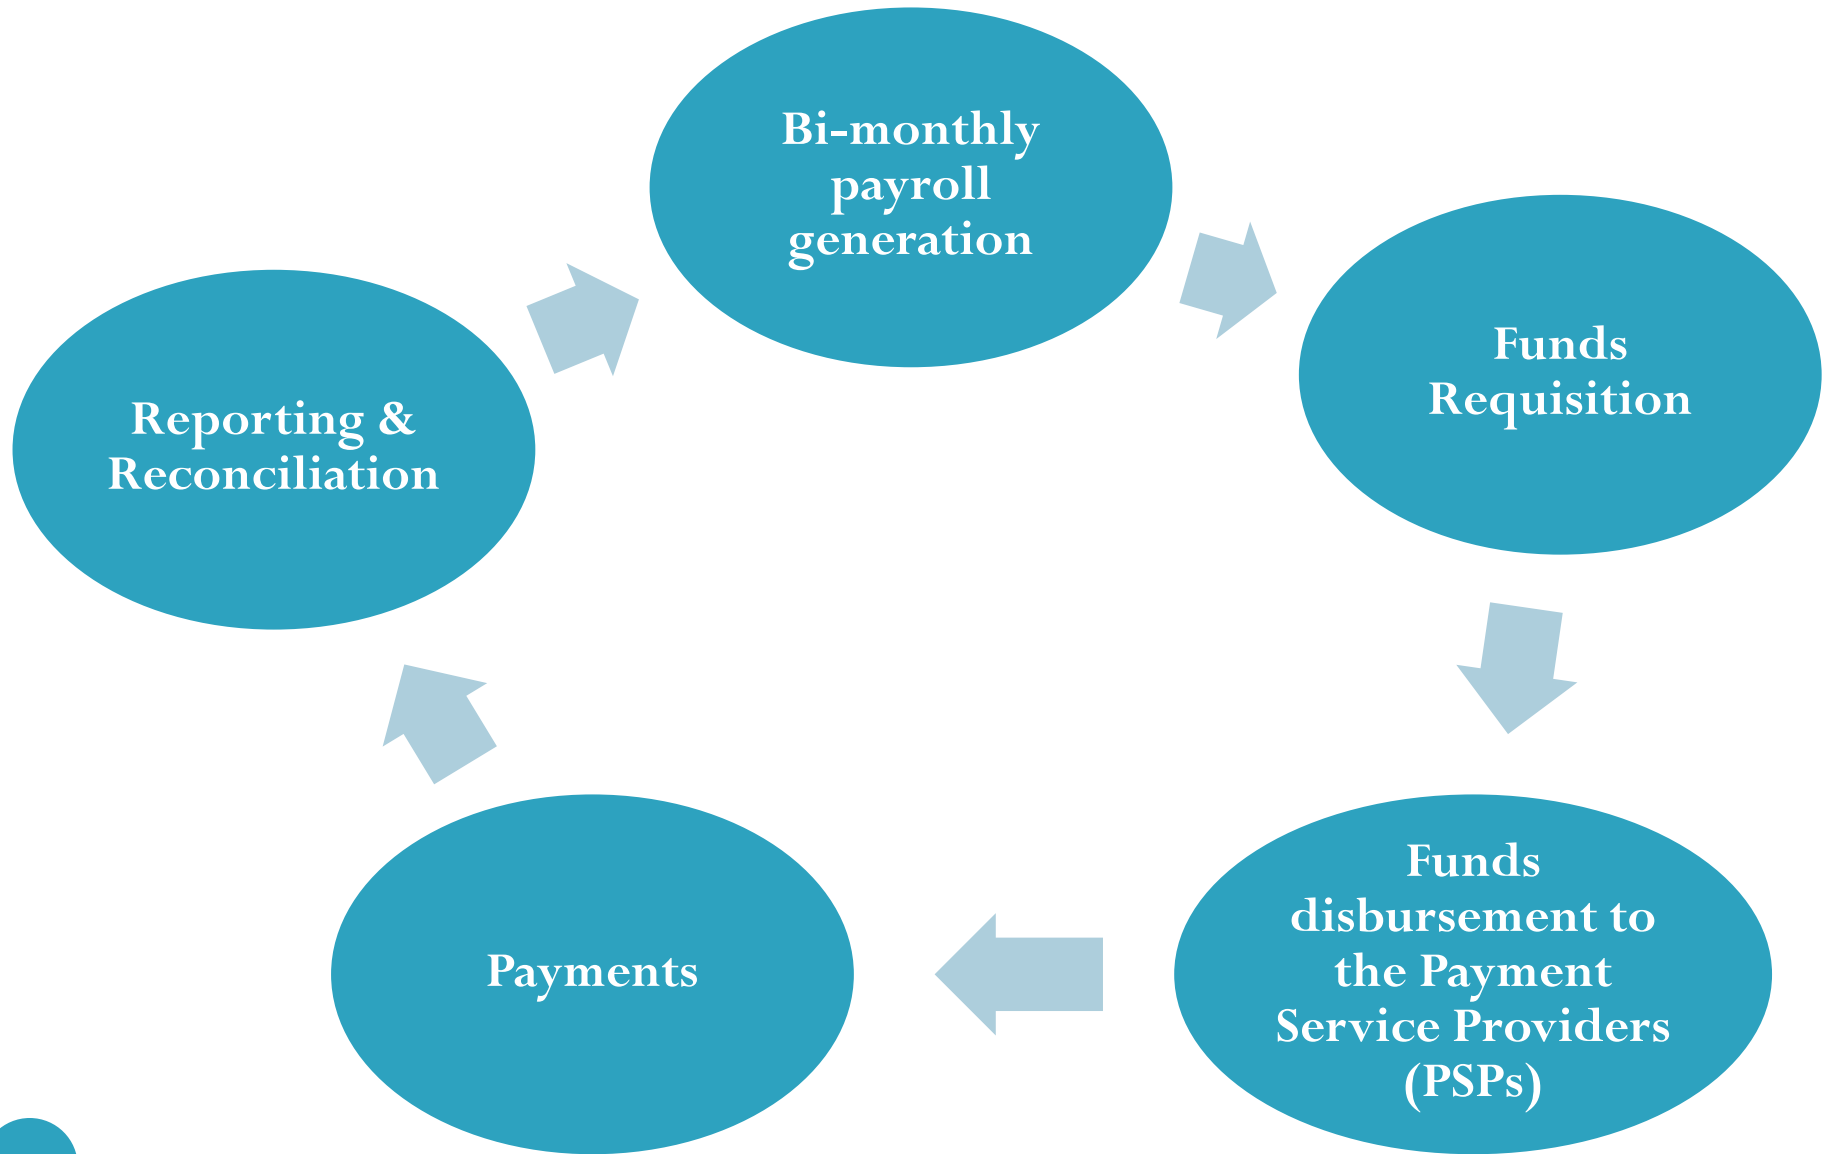 Bi-monthly
payroll
generation
Funds
Requisition
Funds
disbursement to
the Payment
Service Providers
(PSPs)
Payments
Reporting &
Reconciliation